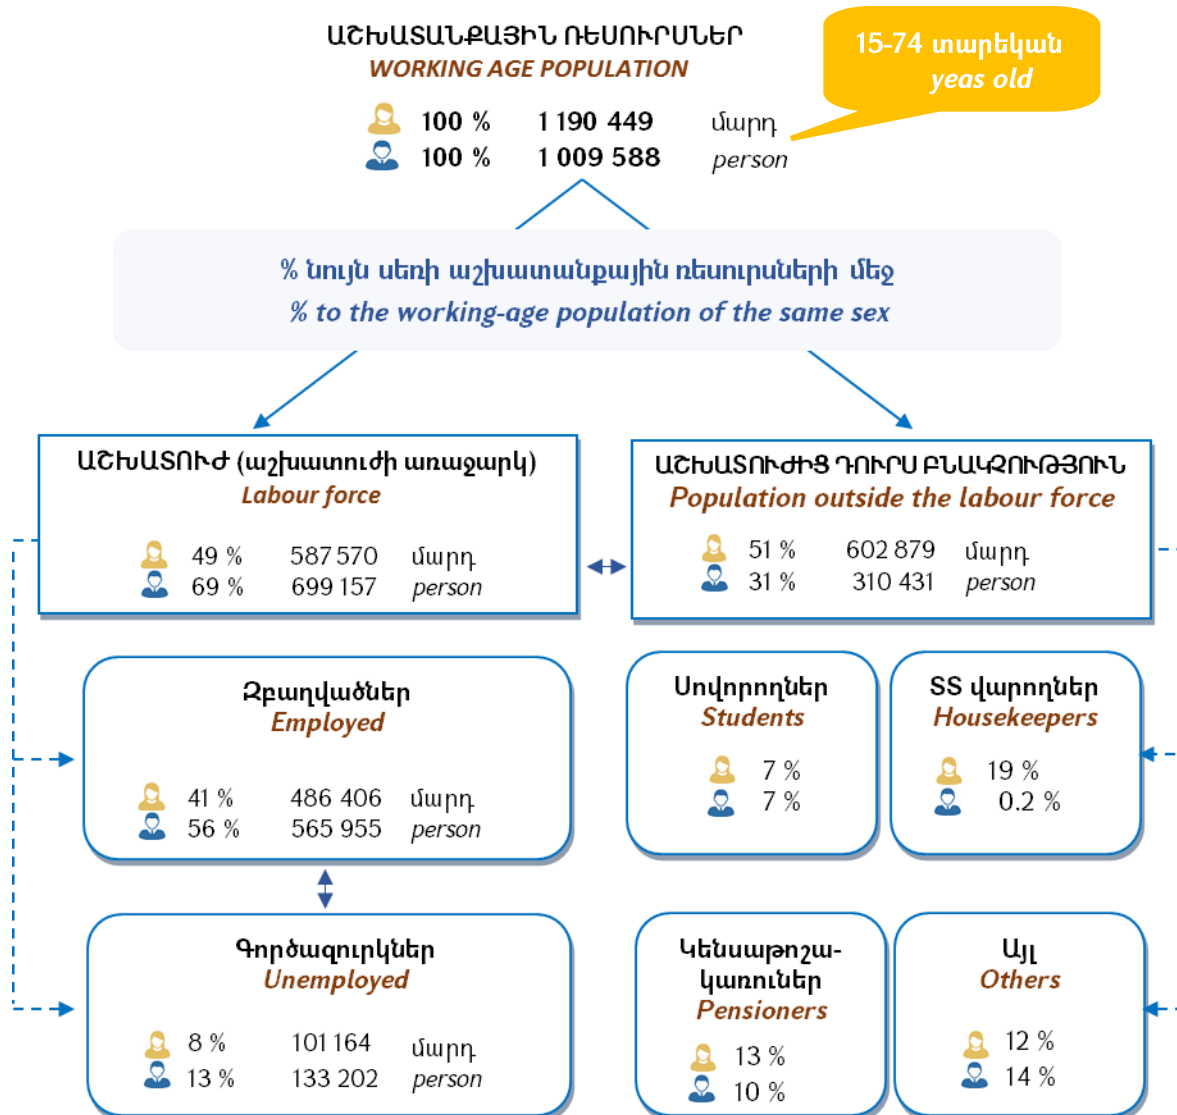 ԱՇԽԱՏԱՆՔԱՅԻՆ ՌԵՍՈՒՐՍՆԵՐ
WORKING AGE POPULATION
15-74 տարեկան
yeas old
100 % 1 190 449 մարդ
100 % 1 009 588 person
% նույն սեռի աշխատանքային ռեսուրսների մեջ
% to the working-age population of the same sex
ԱՇԽԱՏՈՒԺ (աշխատուժի առաջարկ)
Labour force
49 % 587 570 մարդ
69 % 699 157 person
ԱՇԽԱՏՈՒԺԻՑ ԴՈՒՐՍ ԲՆԱԿՉՈՒԹՅՈՒՆ
Population outside the labour force
51 % 602 879 մարդ
31 % 310 431 person
Զբաղվածներ
Employed
41 % 486 406 մարդ
56 % 565 955 person
Սովորողներ
Students
7 %
7 %
ՏՏ վարողներ
Housekeepers
19 %
0.2 %
Գործազուրկներ
Unemployed
8 % 101 164 մարդ
13 % 133 202 person
Կենսաթոշա-
կառուներ
Pensioners
13 %
10 %
Այլ
Others
12 %
14 %